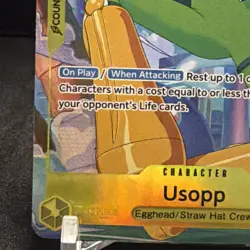 COUN
On Play / When Attacking Rest up to 1
Characters with a cost equal to or less th
your opponent's Life cards.
CHARACTER
Usopp
Egghead/Straw Hat Crew